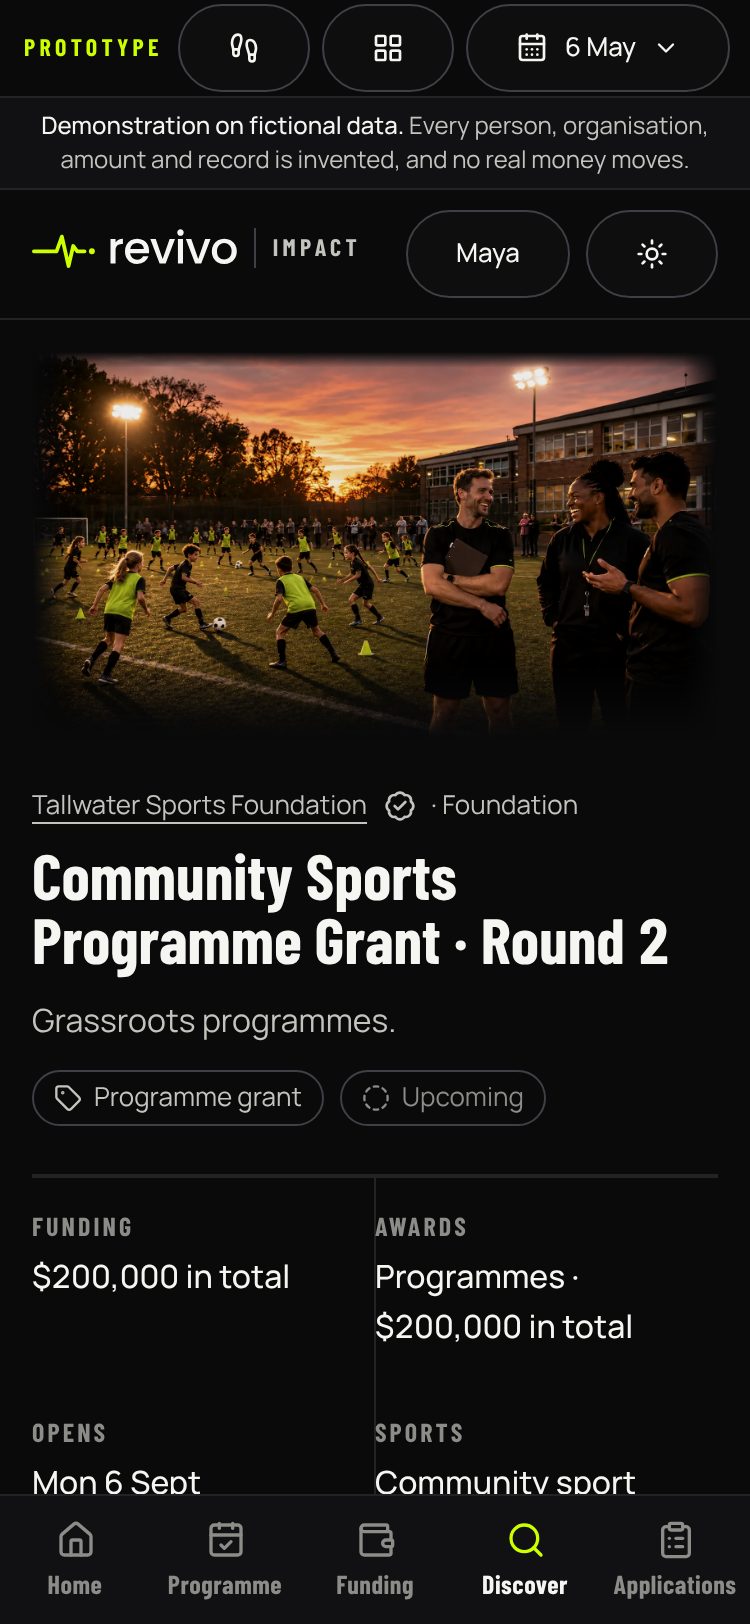 PROTOTYPE
6 May
Demonstration on fictional data. Every person, organisation,
amount and record is invented, and no real money moves.
revivo IMPACT
Maya
Tallwater Sports Foundation · Foundation
Community Sports
Programme Grant · Round 2
Grassroots programmes.
Programme grant
Upcoming
FUNDING
$200,000 in total
AWARDS
Programmes ·
$200,000 in total
OPENS
Mon 6 Sept
SPORTS
Community sport
Home
Programme
Funding
Discover
Applications